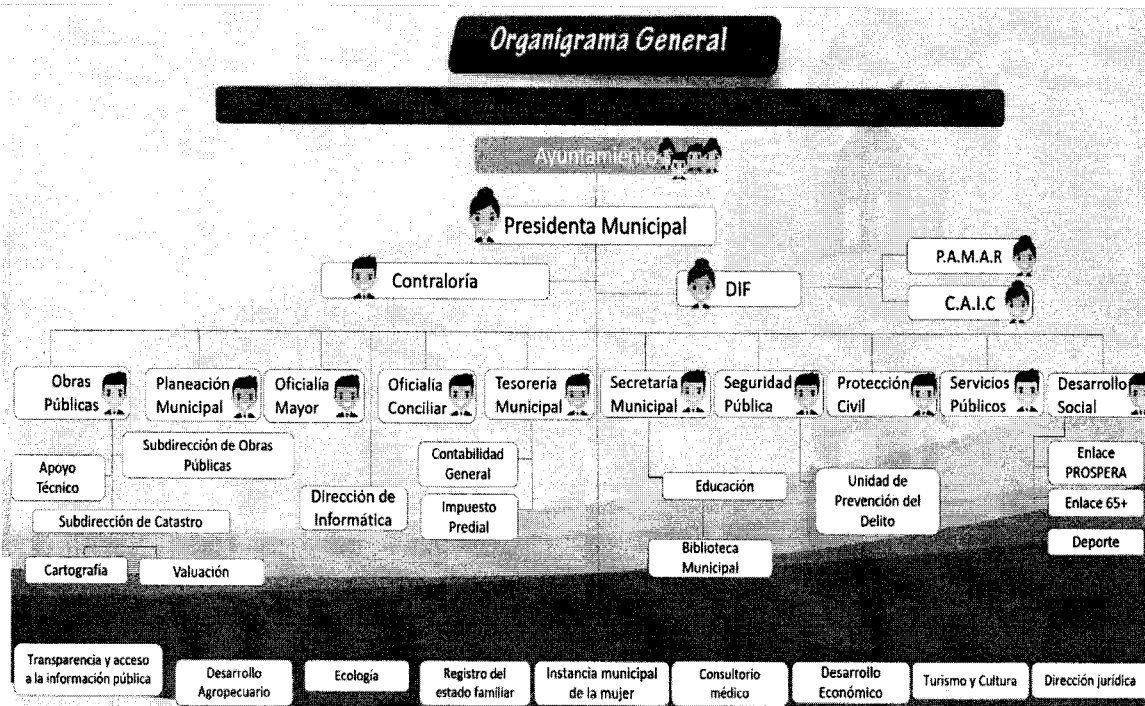 Organigrama General
Ayuntamiento
Presidenta Municipal
Contraloría
DIF
P.A.M.A.R
C.A.I.C
Obras
Públicas
Planeación
Municipal
Oficialía
Mayor
Oficialía
Conciliar
Tesorería
Municipal
Secretaría
Municipal
Seguridad
Pública
Protección
Civil
Servicios
Públicos
Desarrollo
Social
Subdirección de Obras
Públicas
Apoyo
Técnico
Subdirección de Catastro
Cartografía
Valuación
Dirección de
Informática
Contabilidad
General
Impuesto
Predial
Educación
Biblioteca
Municipal
Unidad de
Prevención del
Delito
Enlace
PROSPERA
Enlace 65+
Deporte
Transparencia y acceso
a la información pública
Desarrollo
Agropecuario
Ecología
Registro del
estado familiar
Instancia municipal
de la mujer
Consultorio
médico
Desarrollo
Económico
Turismo y Cultura
Dirección jurídica